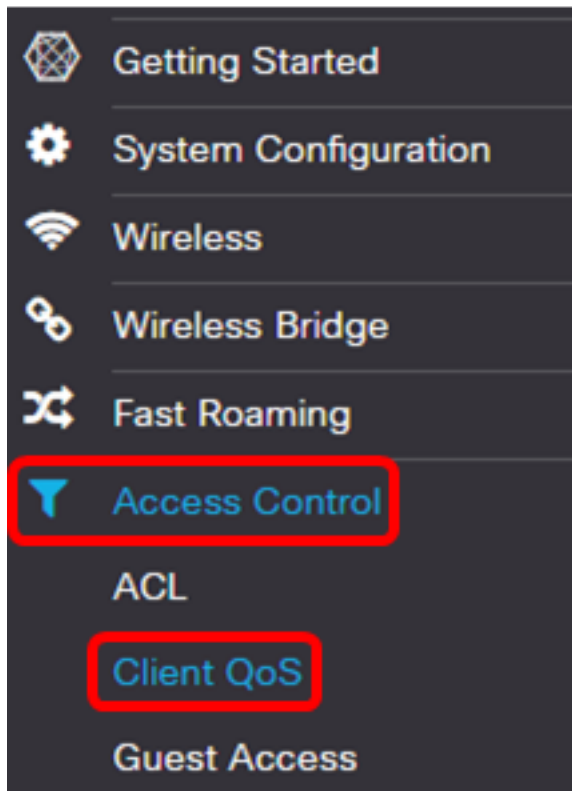 Getting Started
System Configuration
Wireless
Wireless Bridge
Fast Roaming
Access Control
ACL
Client QoS
Guest Access